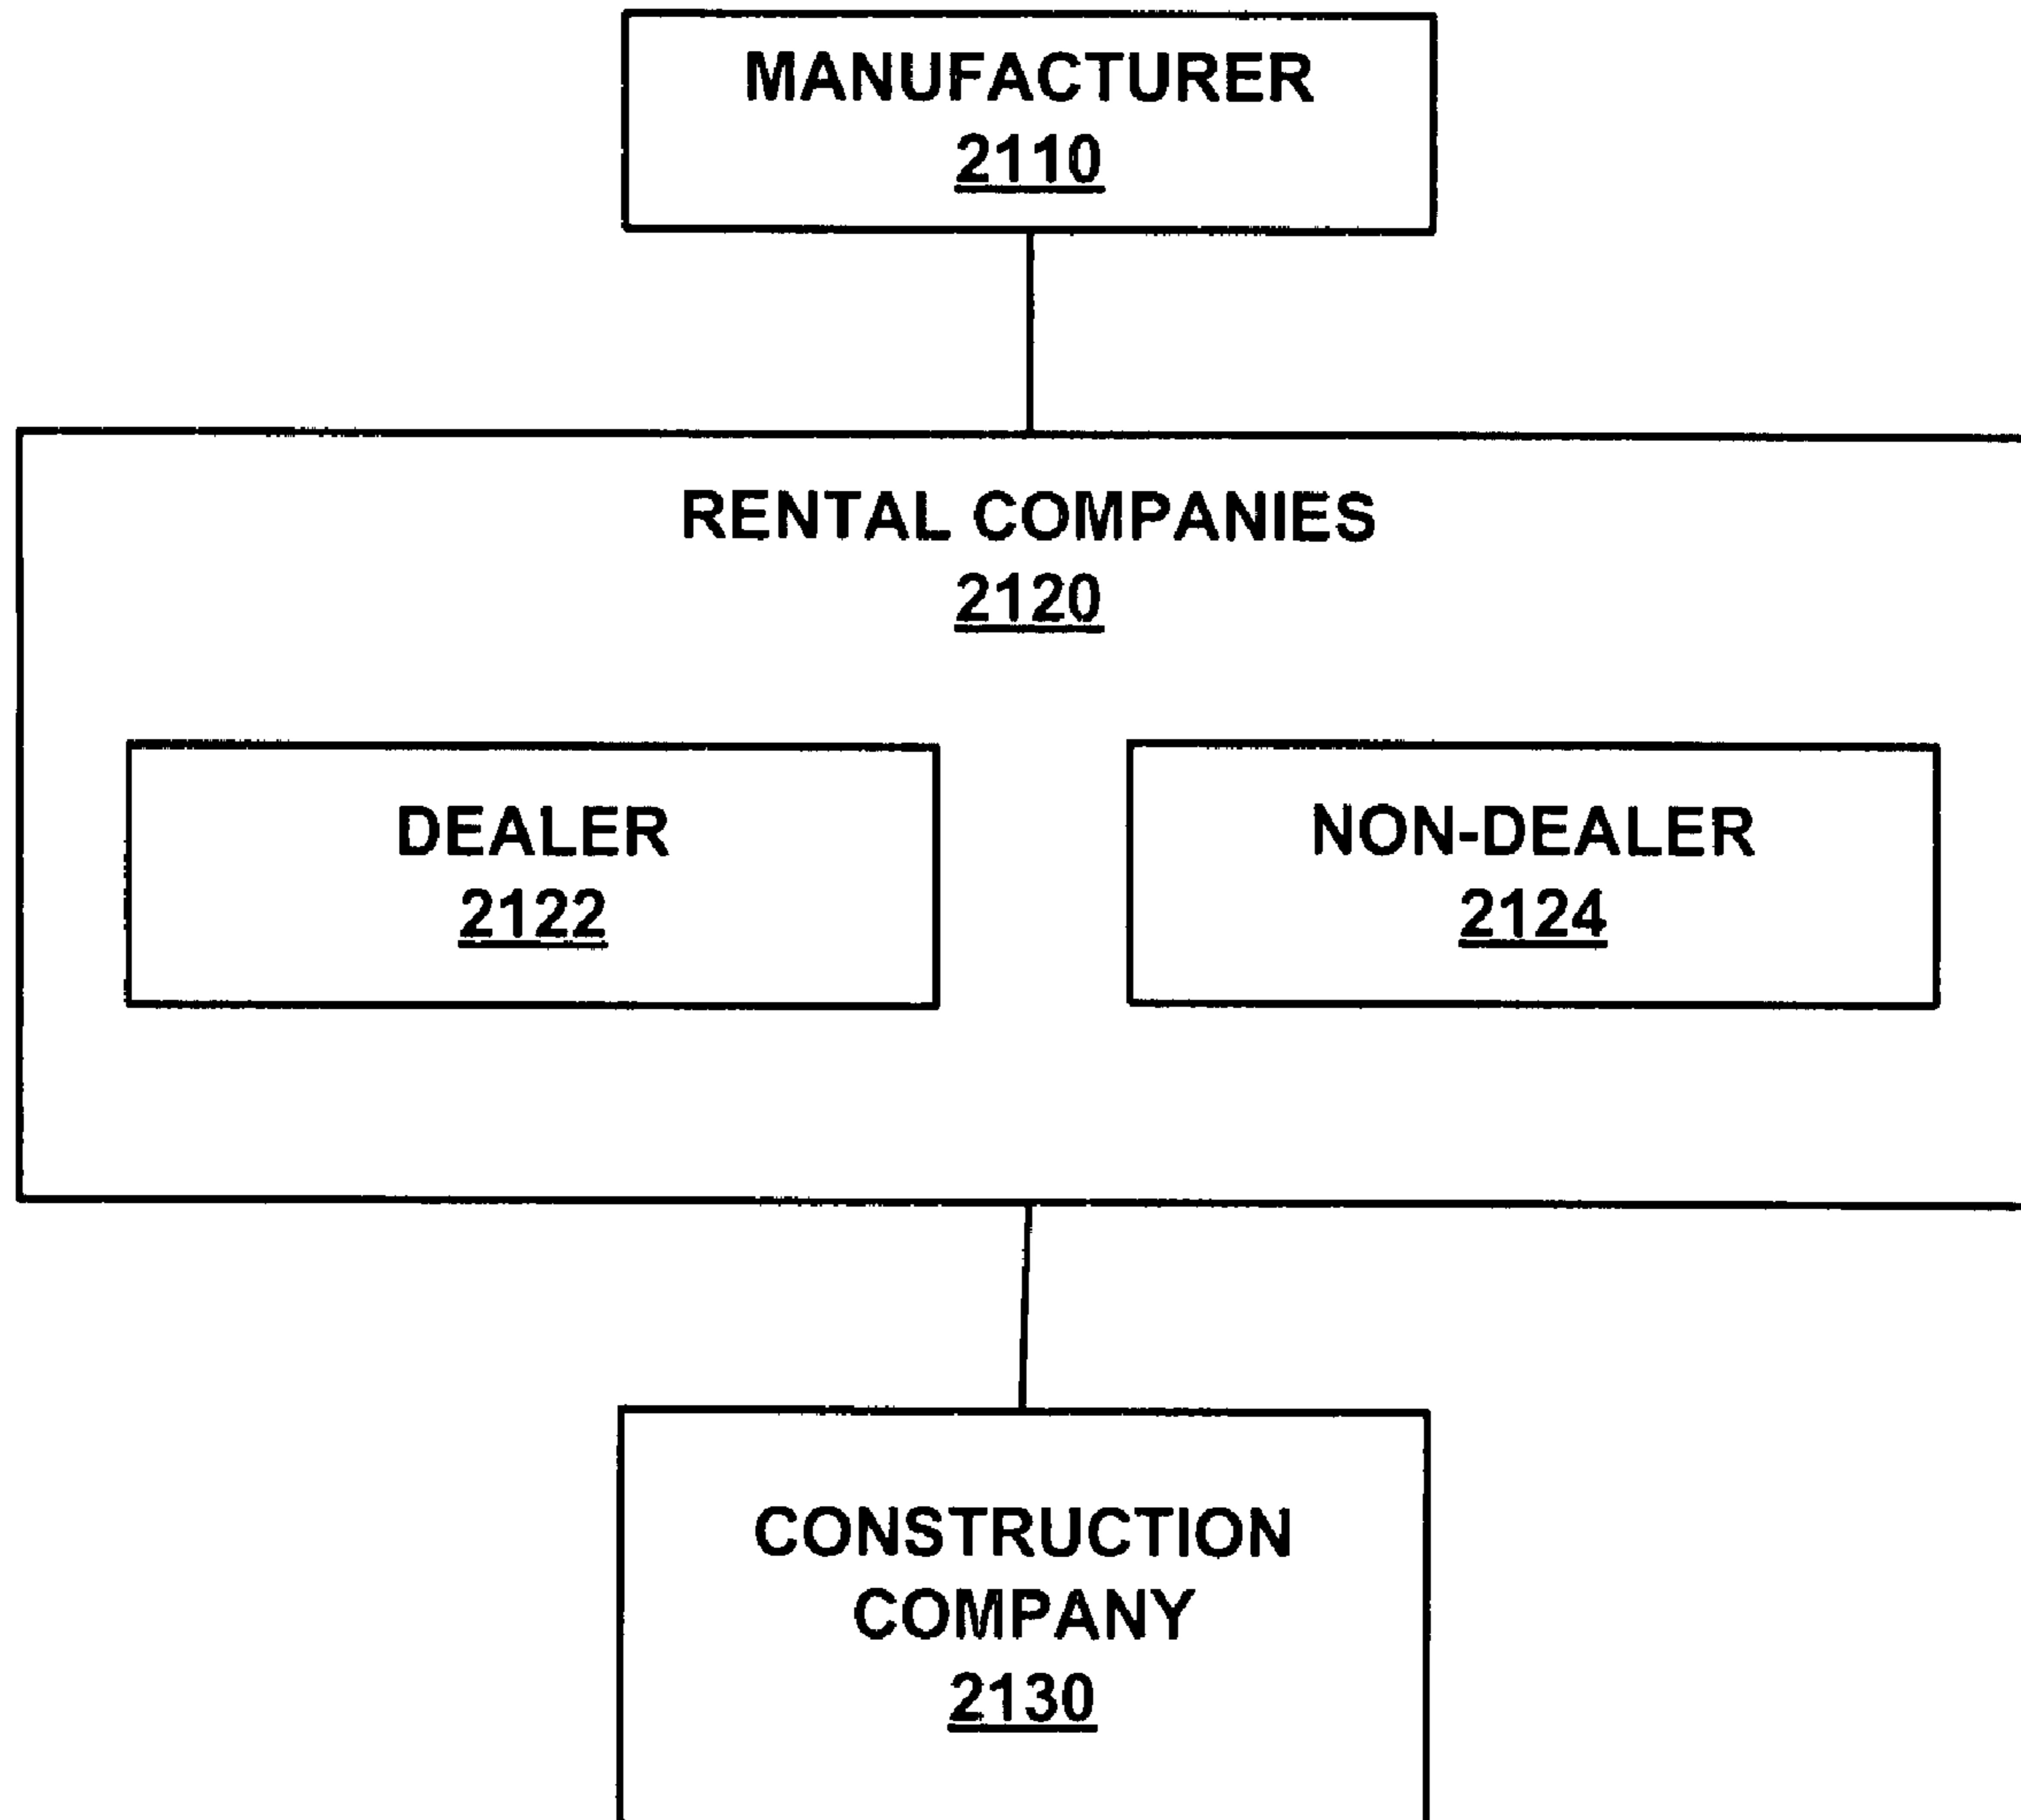 MANUFACTURER
2110
RENTAL COMPANIES
2120
DEALER
2122
NON-DEALER
2124
CONSTRUCTION
COMPANY
2130